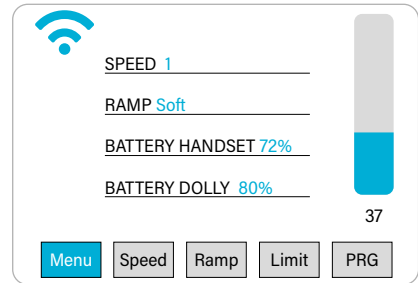 SPEED 1
RAMP Soft
BATTERY HANDSET 72%
BATTERY DOLLY 80%
37
Menu Speed Ramp Limit PRG